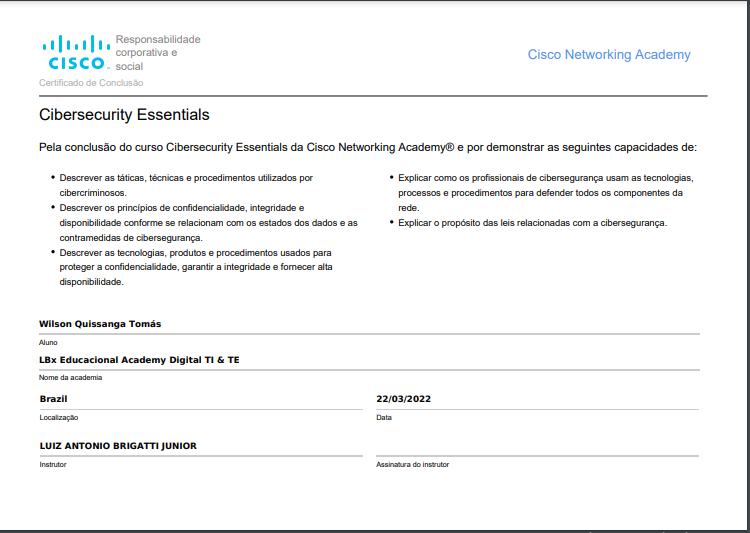 Responsabilidade
corporativa e
social
CISCO
Certificado de Conclusão
Cisco Networking Academy
Cibersecurity Essentials
Pela conclusão do curso Cibersecurity Essentials da Cisco Networking Academy® e por demonstrar as seguintes capacidades de:
• Descrever as táticas, técnicas e procedimentos utilizados por
cibercriminosos.
• Descrever os princípios de confidencialidade, integridade e
disponibilidade conforme se relacionam com os estados dos dados e as
contramedidas de cibersegurança.
• Descrever as tecnologias, produtos e procedimentos usados para
proteger a confidencialidade, garantir a integridade e fornecer alta
disponibilidade.
• Explicar como os profissionais de cibersegurança usam as tecnologias,
processos e procedimentos para defender todos os componentes da
rede.
• Explicar o propósito das leis relacionadas com a cibersegurança.
Wilson Quissanga Tomás
Aluno
LBx Educacional Academy Digital TI & TE
Nome da academia
Brazil
Localização
22/03/2022
Data
LUIZ ANTONIO BRIGATTI JUNIOR
Instrutor
Assinatura do instrutor